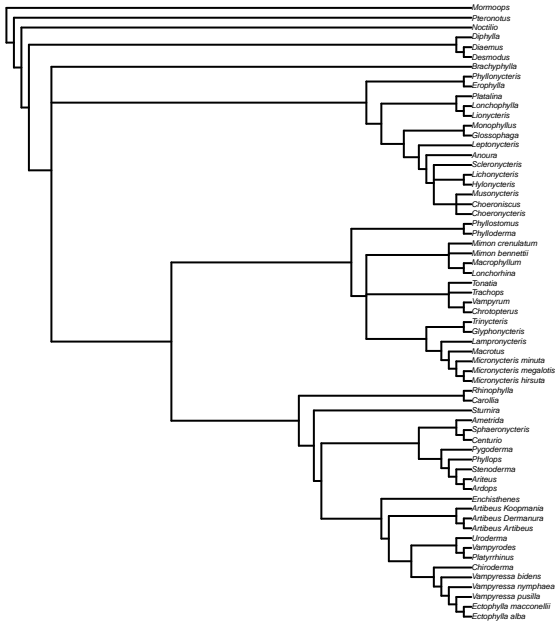 Mormoops
Pteronotus
Noctilio
Diphylla
Diaemus
Desmodus
Brachyphylla
Phyllonycteris
Erophylla
Platalina
Lonchophylla
Lionycteris
Monophyllus
Glossophaga
Leptonycteris
Anoura
Scleronycteris
Lichonycteris
Hylonycteris
Musonycteris
Choeroniscus
Choeronycteris
Phyllostomus
Phylloderma
Mimon crenulatum
Mimon bennettii
Macrophyllum
Lonchorhina
Tonatia
Trachops
Vampyrum
Chrotopterus
Trinycteris
Glyphonycteris
Lampronycteris
Macrotus
Micronycteris minuta
Micronycteris megalotis
Micronycteris hirsuta
Rhinophylla
Carollia
Sturnira
Ametrida
Sphaeronycteris
Centurio
Pygoderma
Phyllops
Stenoderma
Ariteus
Ardops
Enchisthenes
Artibeus Koopmania
Artibeus Dermanura
Artibeus Artibeus
Uroderma
Vampyrodes
Platyrrhinus
Chiroderma
Vampyressa bidens
Vampyressa nymphaea
Vampyressa pusilla
Ectophylla macconellii
Ectophylla alba